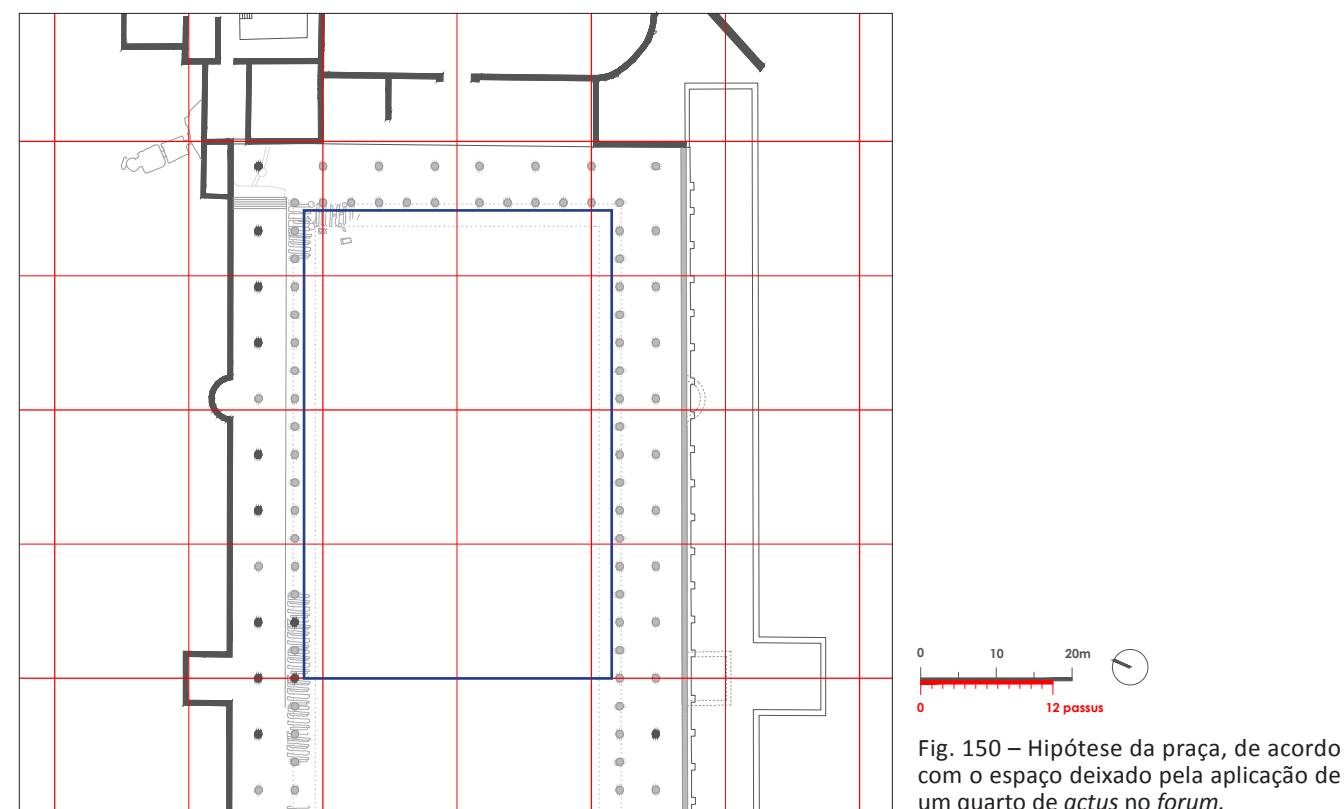 0 10 20m
0 12 passus
Fig. 150 – Hipótese da praça, de acordo
com o espaço deixado pela aplicação de
um quarto de actus no forum.